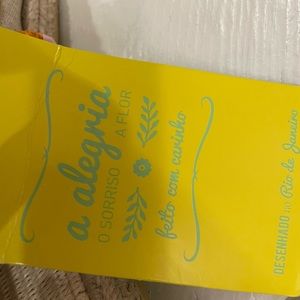 a alegria
O SORRISO A FLOR
feito com carinho
DESENHADO no Rio de Janeiro